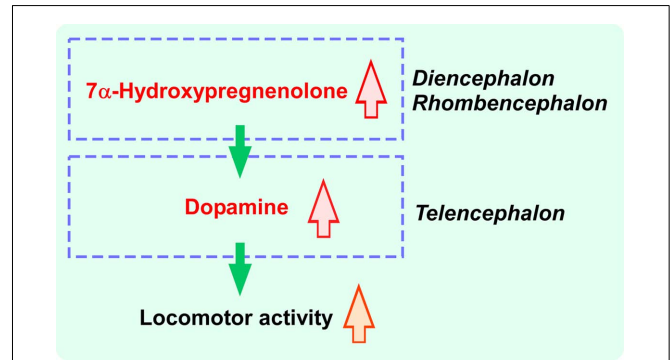 7α-Hydroxypregnenolone
Diencephalon
Rhombencephalon
Dopamine
Telencephalon
Locomotor activity